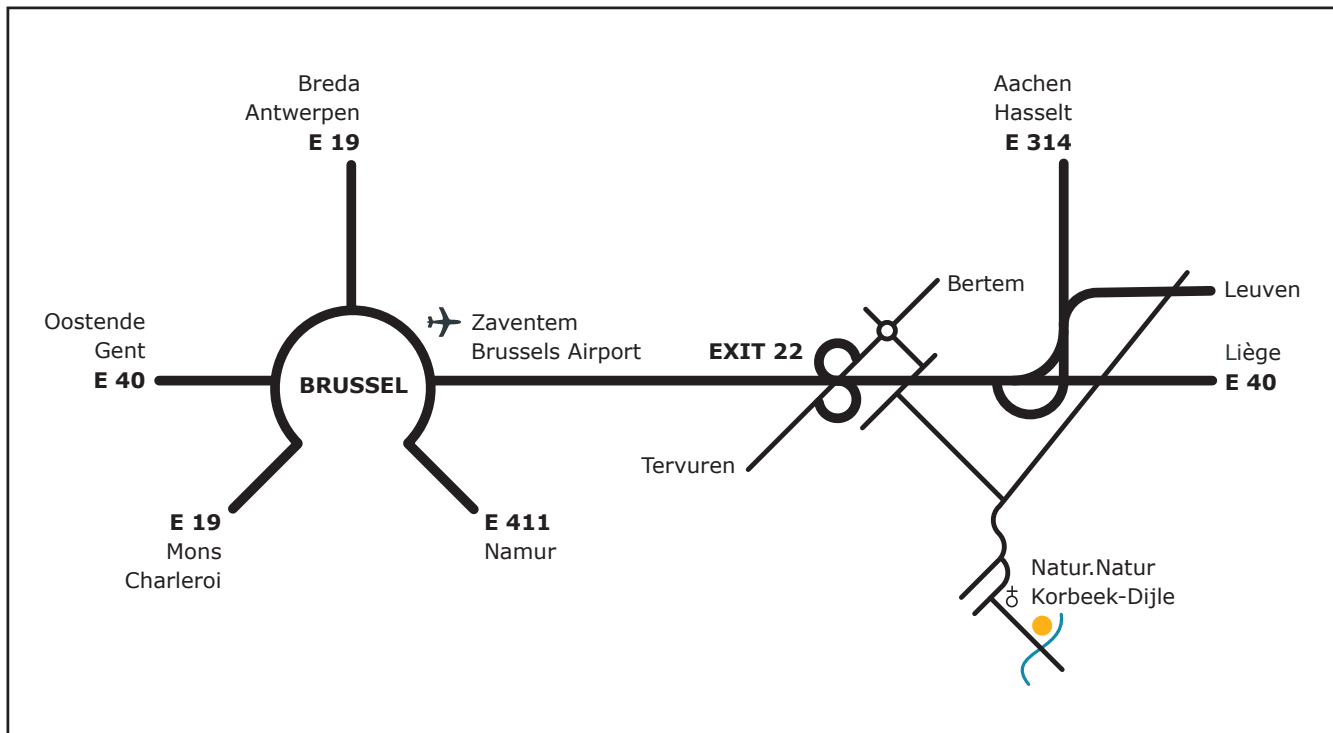 Breda
Antwerpen
E 19
Aachen
Hasselt
E 314
Oostende
Gent
E 40
BRUSSEL
Zaventem
Brussels Airport
EXIT 22
Bertem
Leuven
Liège
E 40
Tervuren
E 19
Mons
Charleroi
E 411
Namur
Natur.Natur
Korbeek-Dijle